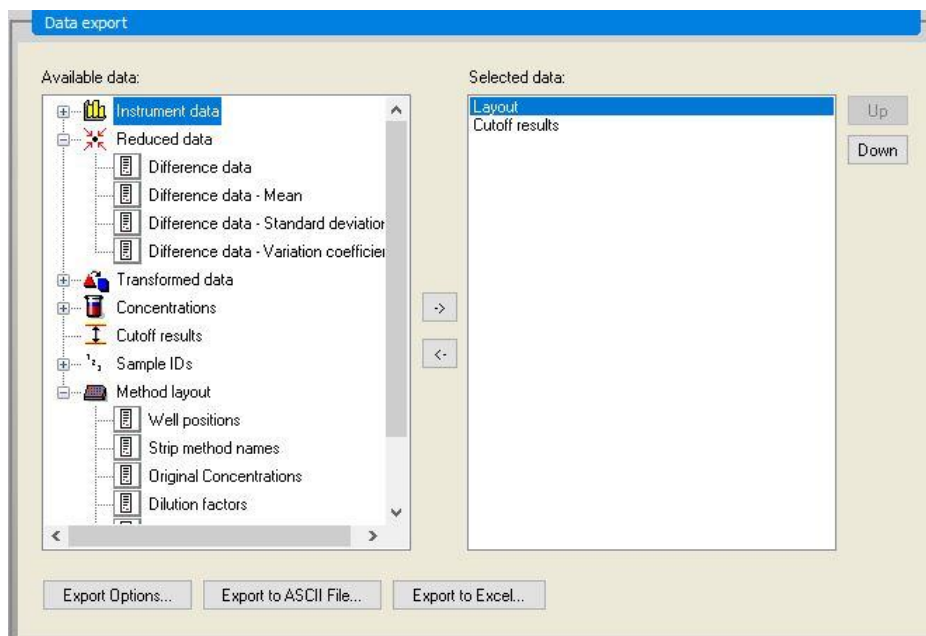 Data export
Available data:
Instrument data
Reduced data
Difference data
Difference data - Mean
Difference data - Standard deviation
Difference data - Variation coefficier
Transformed data
Concentrations
Cutoff results
Sample IDs
Method layout
Well positions
Strip method names
Original Concentrations
Dilution factors
->
<-
Selected data:
Layout
Cutoff results
Up
Down
Export Options...
Export to ASCII File...
Export to Excel...